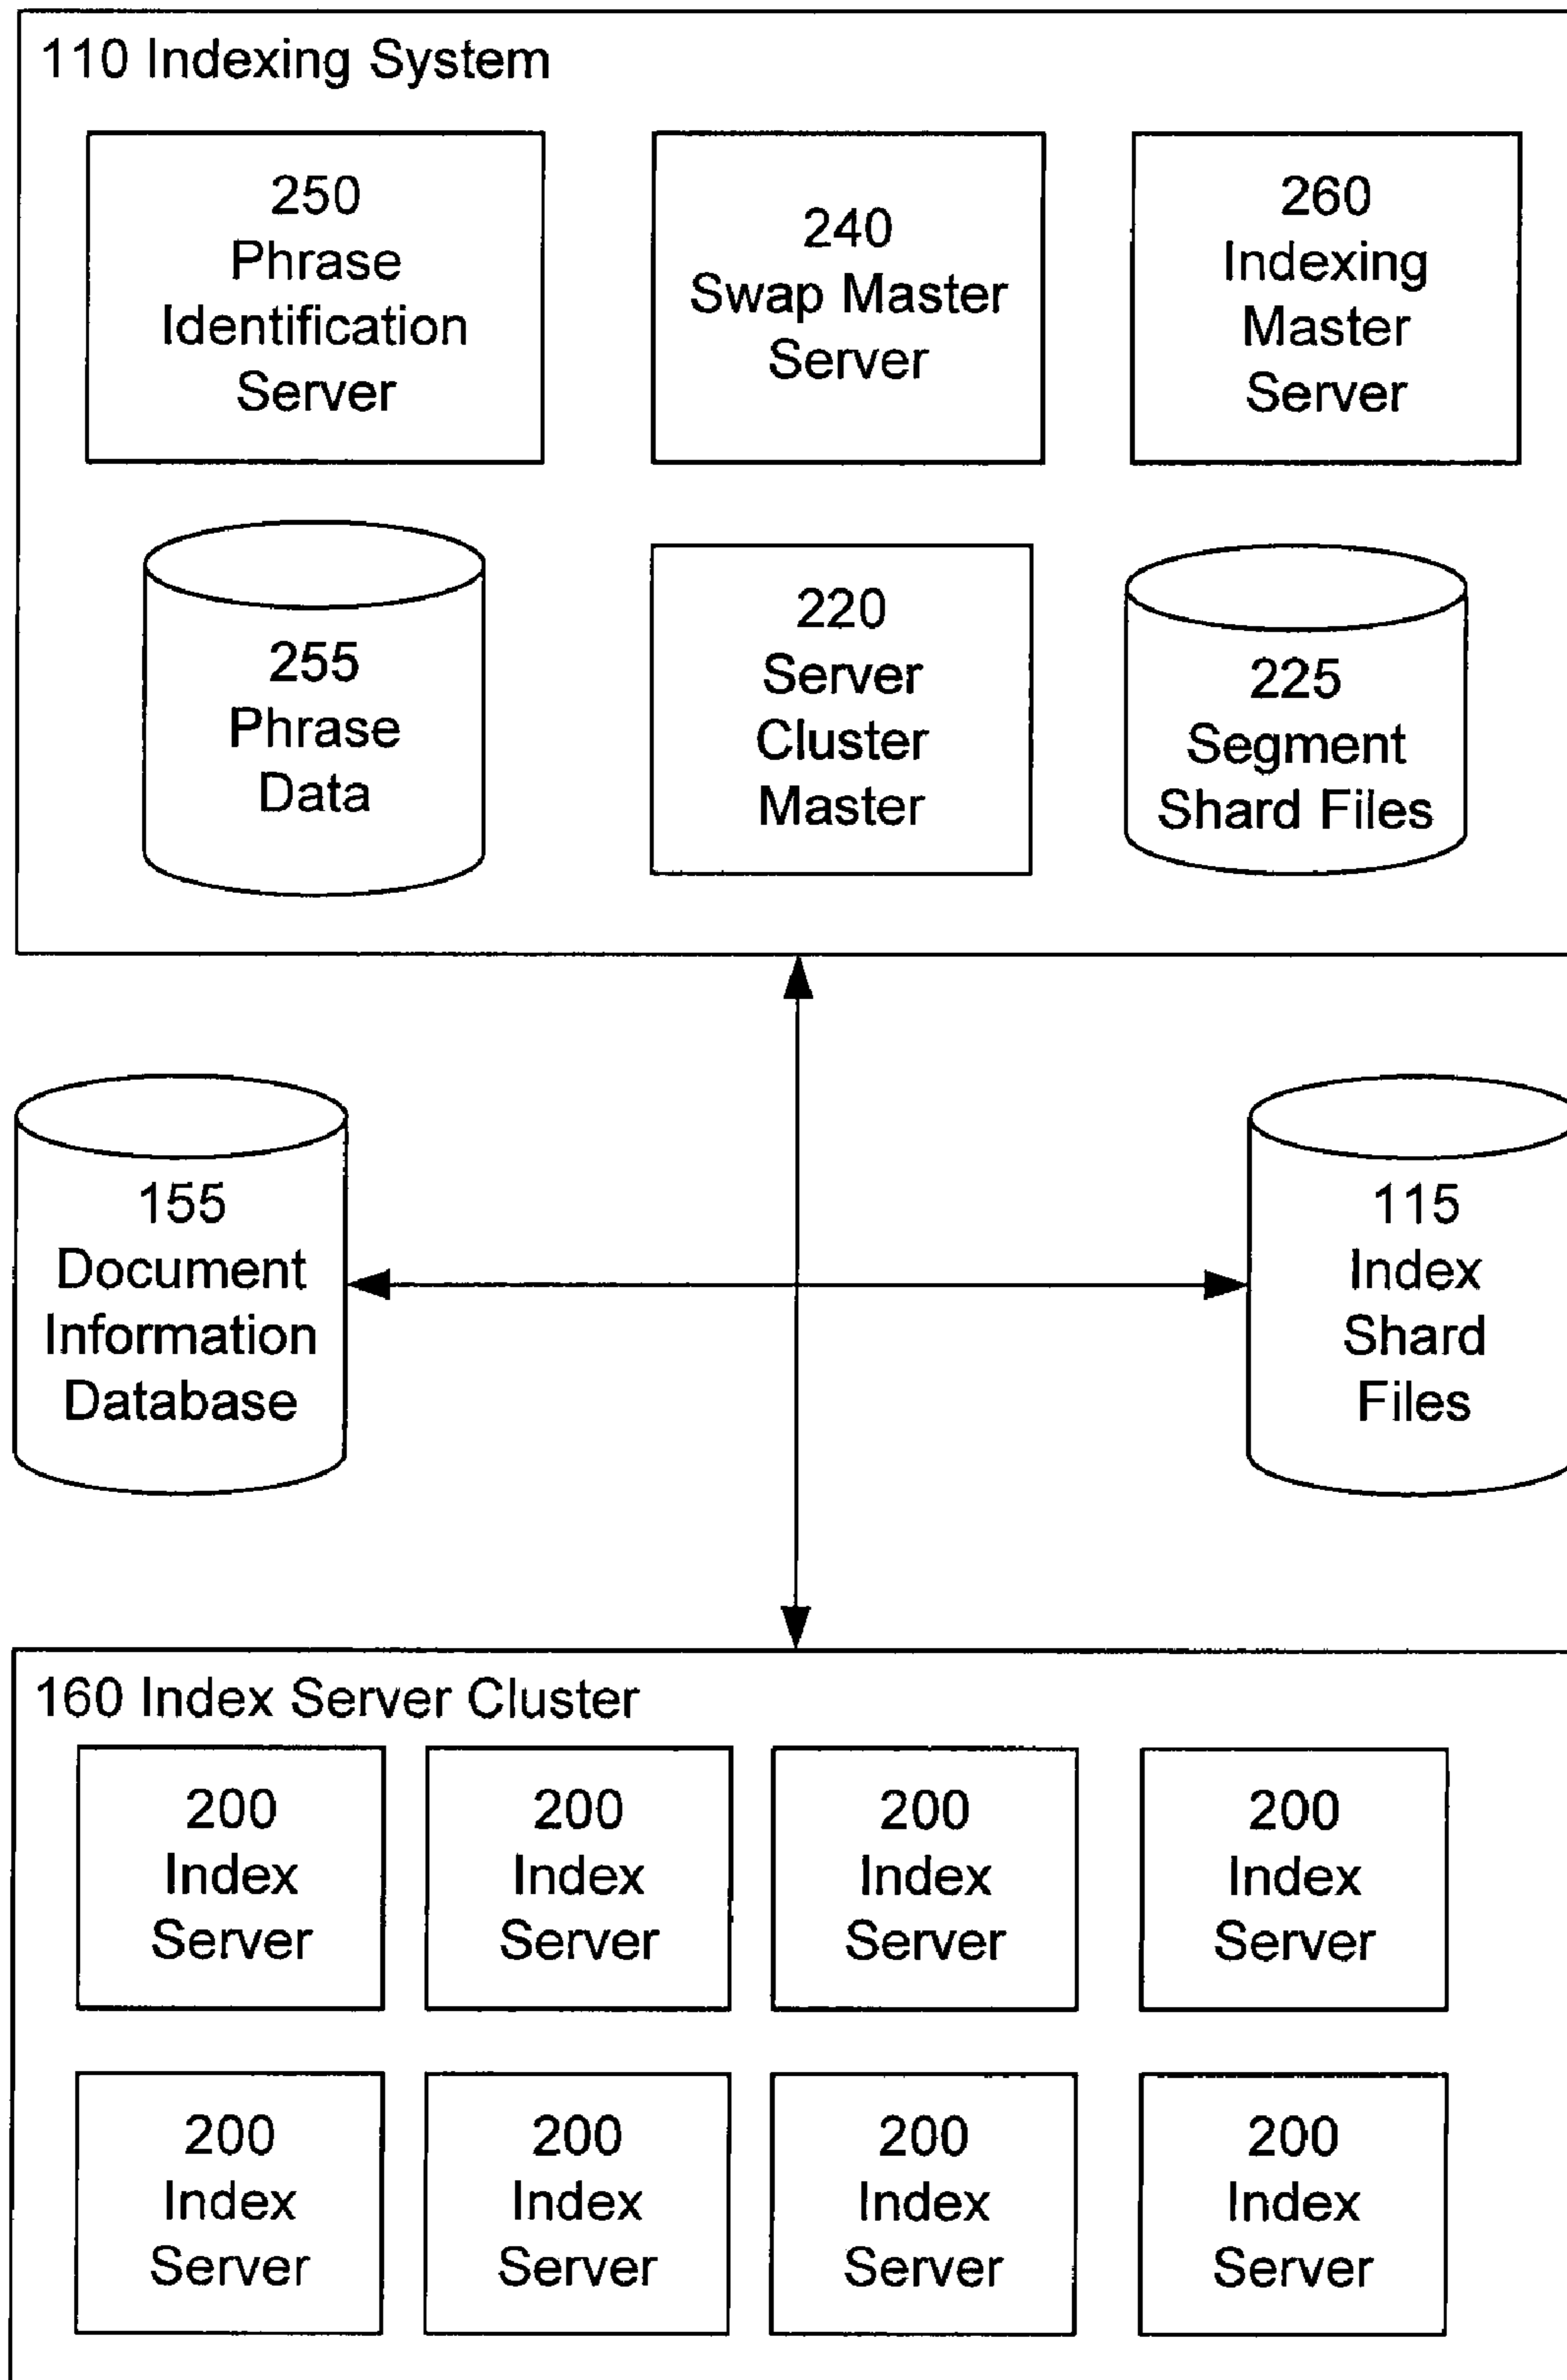 110 Indexing System
250
Phrase
Identification
Server
240
Swap Master
Server
260
Indexing
Master
Server
255
Phrase
Data
220
Server
Cluster
Master
225
Segment
Shard Files
155
Document
Information
Database
115
Index
Shard
Files
160 Index Server Cluster
200
Index
Server
200
Index
Server
200
Index
Server
200
Index
Server
200
Index
Server
200
Index
Server
200
Index
Server
200
Index
Server